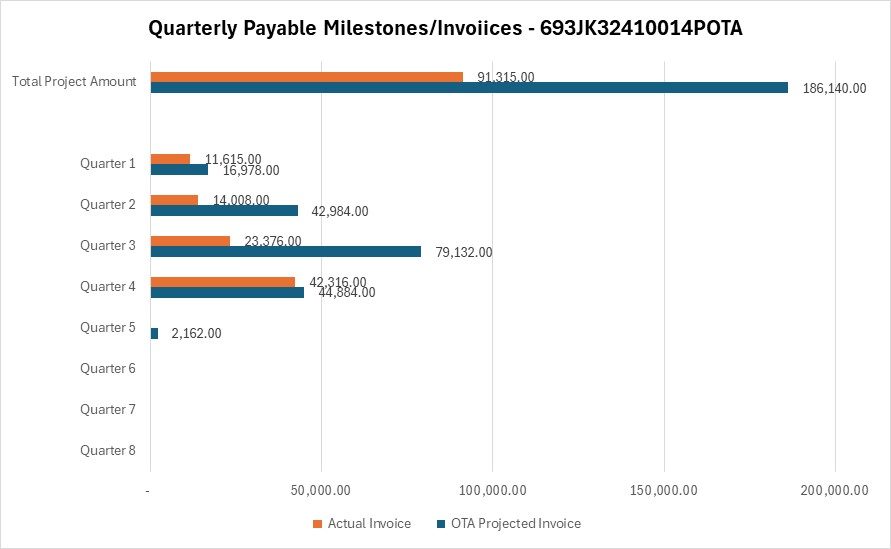 Quarterly Payable Milestones/Invoiices - 693JK32410014POTA
Total Project Amount
91,315.00
186,140.00
Quarter 1
11,615.00
16,978.00
Quarter 2
14,008.00
42,984.00
Quarter 3
23,376.00
79,132.00
Quarter 4
42,316.00
44,884.00
Quarter 5
2,162.00
Quarter 6
Quarter 7
Quarter 8
- 50,000.00 100,000.00 150,000.00 200,000.00
Actual Invoice OTA Projected Invoice